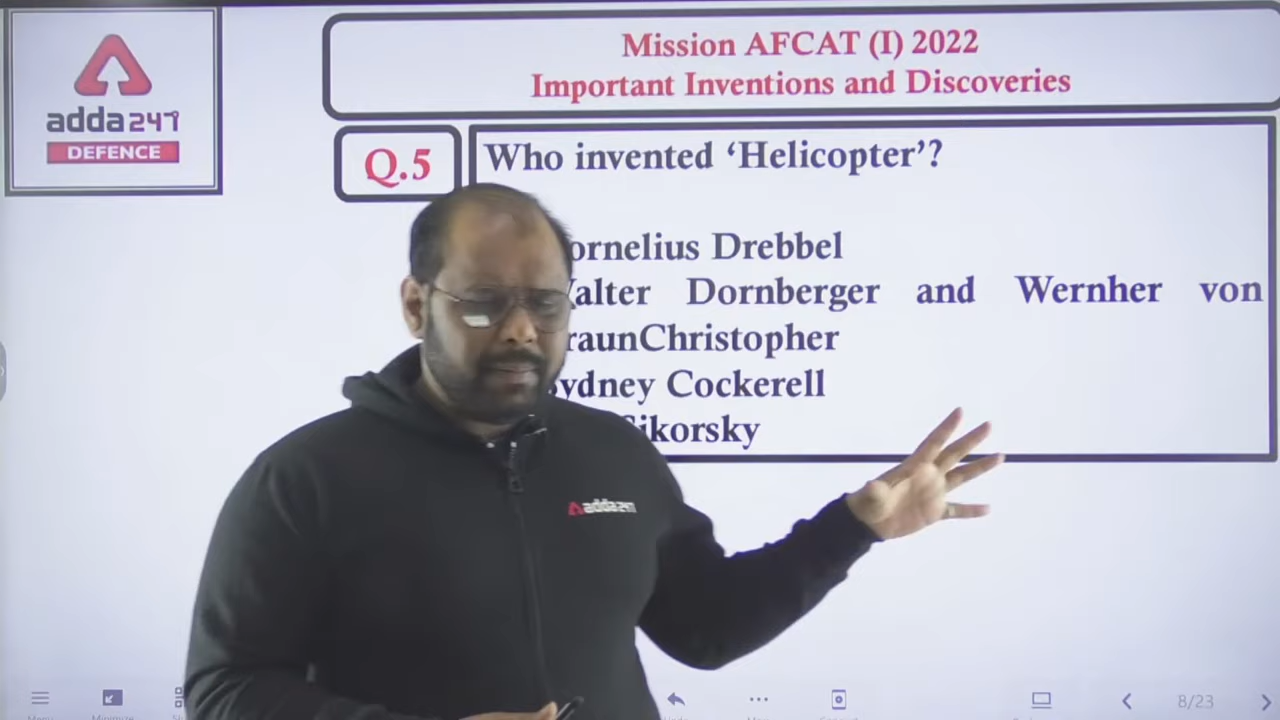 Mission AFCAT (I) 2022
Important Inventions and Discoveries
adda247
DEFENCE
Q.5
Who invented ‘Helicopter’?
ornelius Drebbel
alter Dornberger and Wernher von
raunChristopher
ydney Cockerell
Sikorsky
adda247
8/23